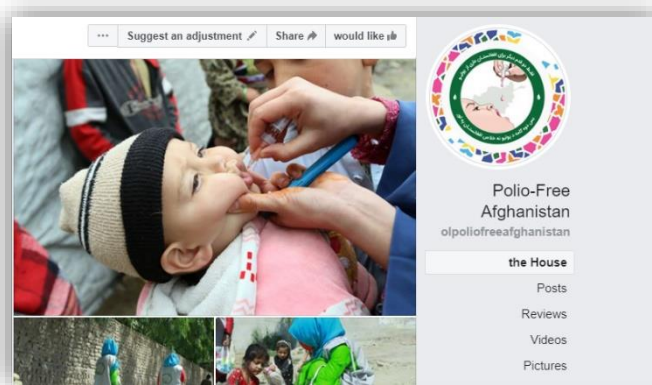 ··· Suggest an adjustment Share would like
Polio-Free
Afghanistan
olpoliofreeafghanistan
the House
Posts
Reviews
Videos
Pictures